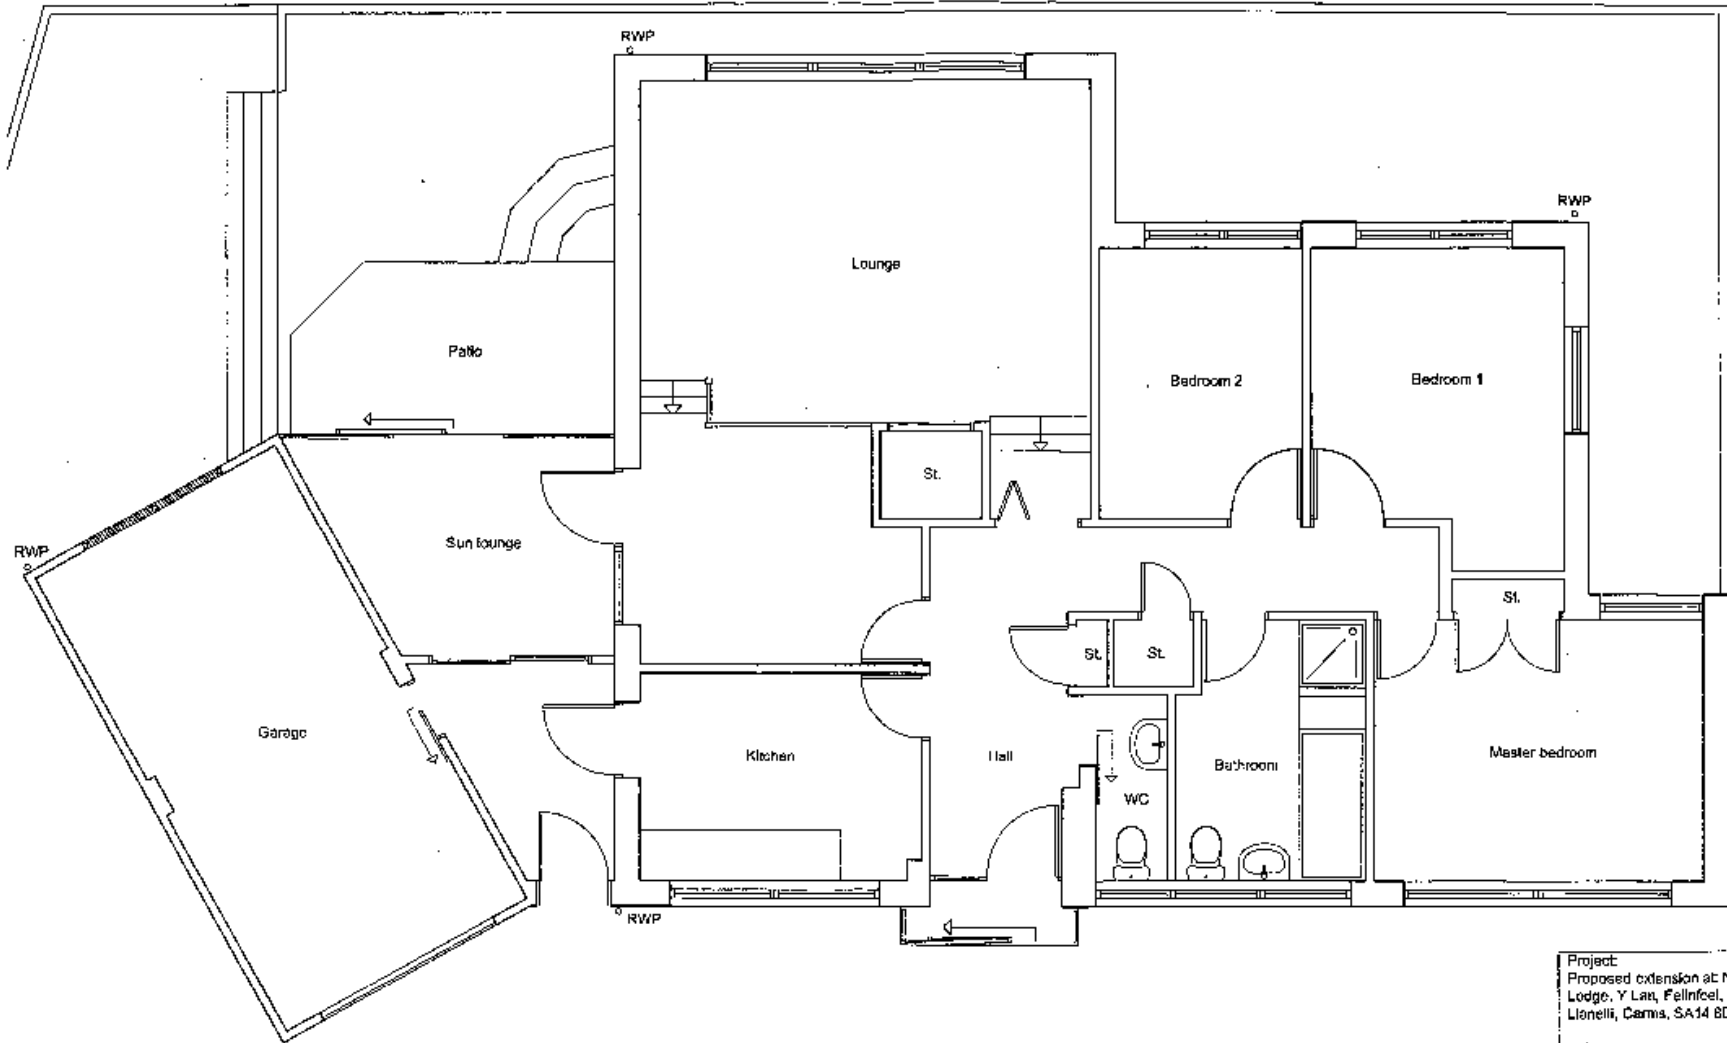 RWP
RWP
Lounge
Patio
Bedroom 2
Bedroom 1
St.
Sun lounge
RWP
St.
St.
St.
Garage
Kitchen
Hall
Bathroom
Master bedroom
WC
RWP
Project:
Proposed extension at
Lodge, Y Lan, Felinfoel,
Llanelli, Carms, SA14